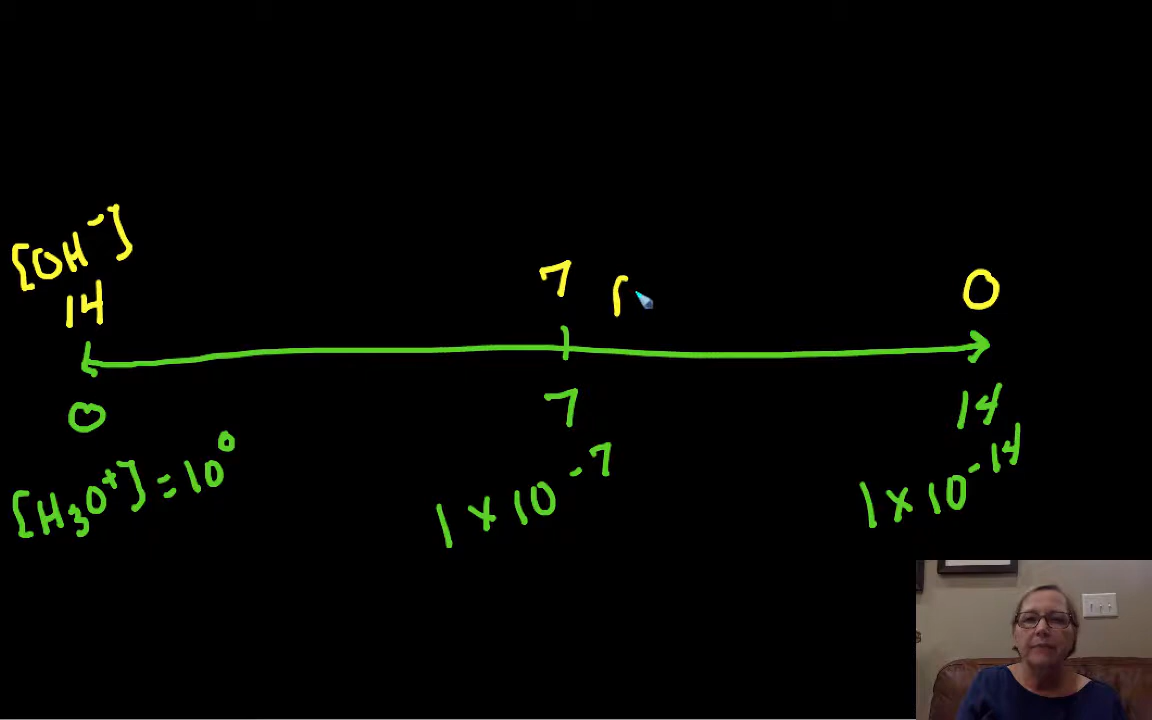 [OH⁻]
14 7 [ 0
0 7 14
[H₃O⁺] = 10⁰ 1 x 10⁻⁷ 1 x 10⁻¹⁴